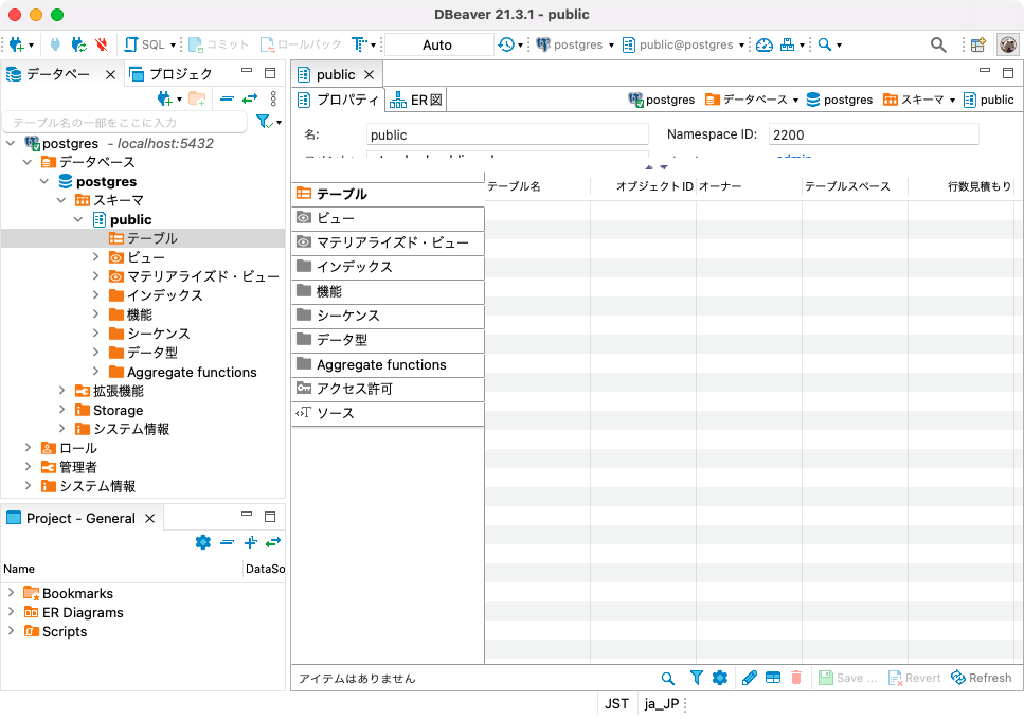 DBeaver 21.3.1 - public
SQL コミット ロールバック Auto postgres public@postgres
データベー プロジェク
public
プロパティ ER図 postgres データベース postgres スキーマ public
テーブル名の一部をここに入力
名: public Namespace ID: 2200
postgres - localhost:5432
データベース
postgres
スキーマ
public
テーブル
ビュー
マテリアライズド・ビュー
インデックス
機能
シーケンス
データ型
Aggregate functions
拡張機能
Storage
システム情報
ロール
管理者
システム情報
テーブル
ビュー
マテリアライズド・ビュー
インデックス
機能
シーケンス
データ型
Aggregate functions
アクセス許可
ソース
テーブル名 オブジェクト ID オーナー テーブルスペース 行数見積もり
Project - General
Name DataSo
Bookmarks
ER Diagrams
Scripts
アイテムはありません
Save ... Revert Refresh
JST ja_JP